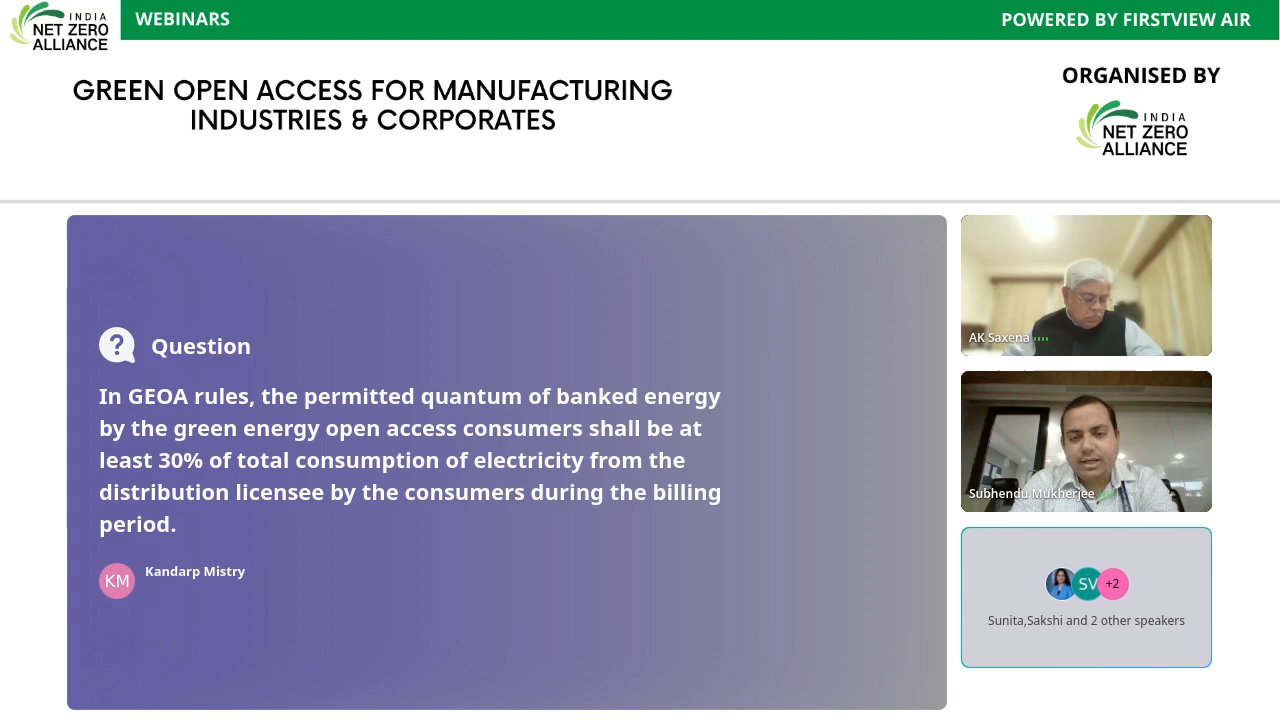 INDIA
NET ZERO
ALLIANCE
WEBINARS
POWERED BY FIRSTVIEW AIR
GREEN OPEN ACCESS FOR MANUFACTURING
INDUSTRIES & CORPORATES
ORGANISED BY
INDIA
NET ZERO
ALLIANCE
Question
In GEOA rules, the permitted quantum of banked energy
by the green energy open access consumers shall be at
least 30% of total consumption of electricity from the
distribution licensee by the consumers during the billing
period.
KM
Kandarp Mistry
AK Saxena
Subhendu Mukherjee
SV
+2
Sunita,Sakshi and 2 other speakers